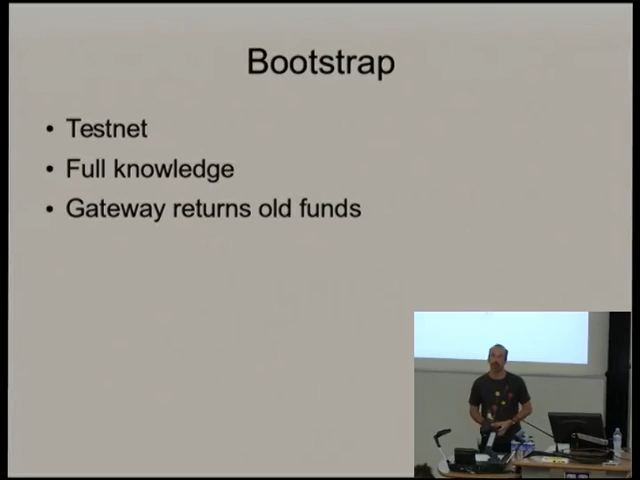 Bootstrap
• Testnet
• Full knowledge
• Gateway returns old funds